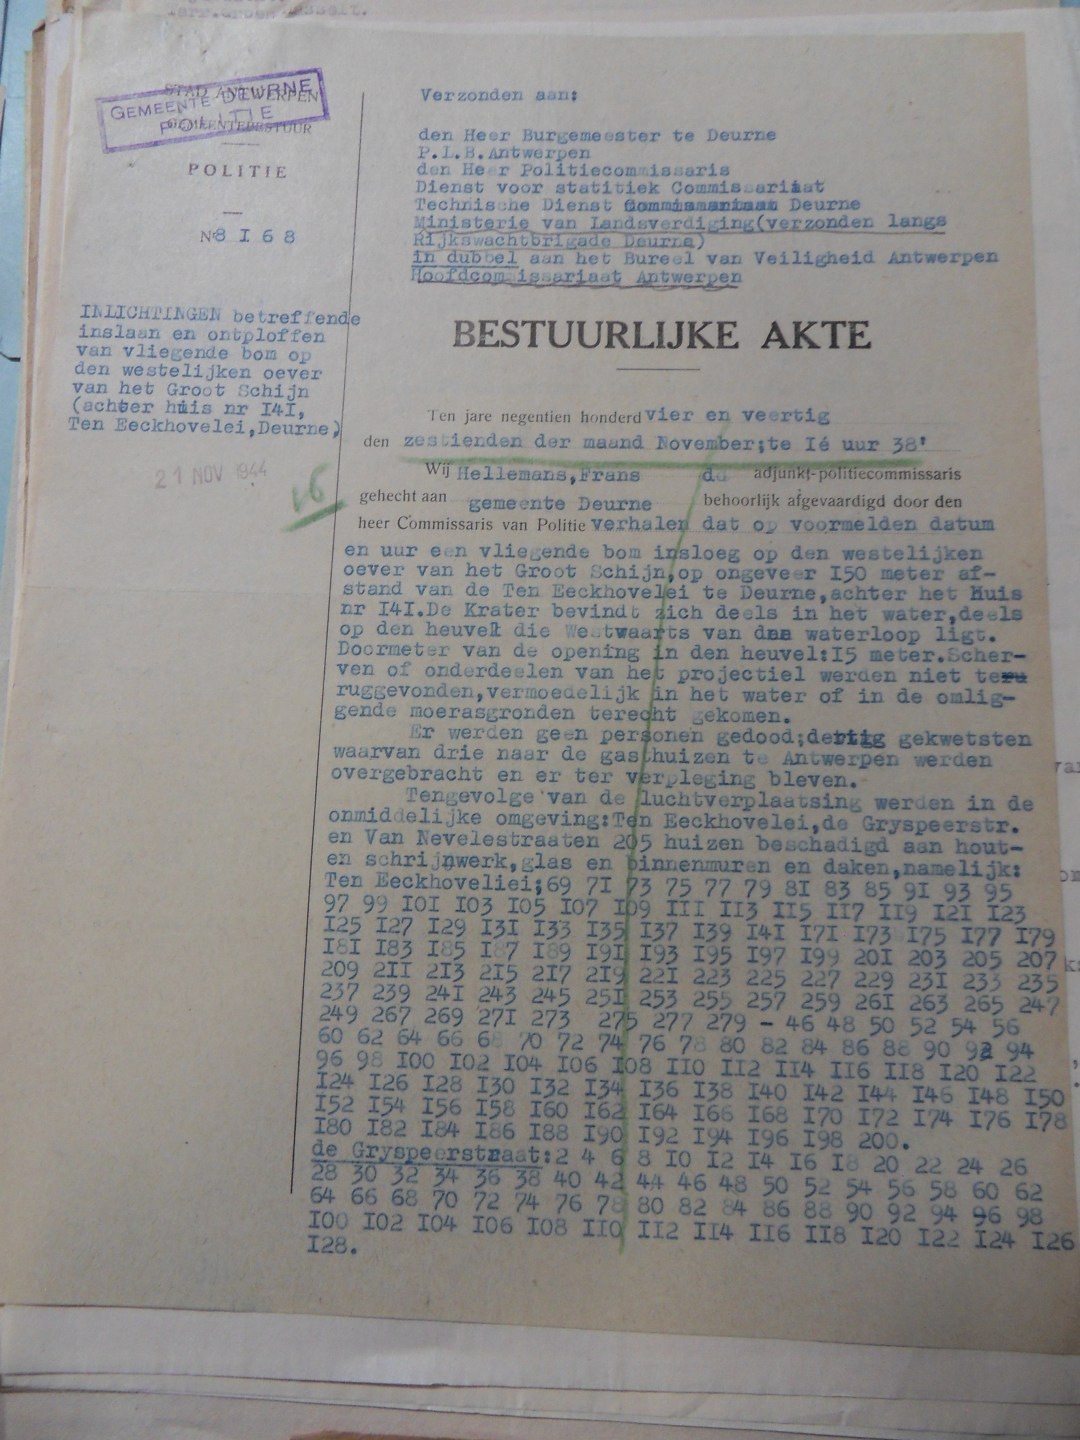 STAD ANTWERPEN
GEMEENTE DEURNE
POLITIE
GEMEENTEBESTUUR
POLITIE
N° 8 I 6 8
INLICHTINGEN betreffende
inslaan en ontploffen
van vliegende bom op
den westelijken oever
van het Groot Schijn
(achter huis nr I4I,
Ten Eeckhovelei,Deurne)
21 NOV 1944
16
Verzonden aan:
den Heer Burgemeester te Deurne
P.L.B.Antwerpen
den Heer Politiecommissaris
Dienst voor statitiek Commissariaat
Technische Dienst Commissariaat Deurne
Ministerie van Landsverdiging(verzonden langs
Rijkswachtbrigade Deurne)
in dubbel aan het Bureel van Veiligheid Antwerpen
Hoofdcommissariaat Antwerpen
BESTUURLIJKE AKTE
Ten jare negentien honderd vier en veertig
den zestienden der maand November;te Ié uur 38'
Wij Hellemans,Frans de adjunkt-politiecommissaris
gehecht aan gemeente Deurne behoorlijk afgevaardigd door den
heer Commissaris van Politie verhalen dat op voormelden datum
en uur een vliegende bom insloeg op den westelijken
oever van het Groot Schijn,op ongeveer I50 meter af-
stand van de Ten Eeckhovelei te Deurne,achter het Huis
nr I4I.De Krater bevindt zich deels in het water,deels
op den heuvel die Westwaarts van den waterloop ligt.
Doormeter van de opening in den heuvel:I5 meter.Scher-
ven of onderdeelen van het projectiel werden niet teru
ruggevonden,vermoedelijk in het water of in de omlig-
gende moerasgronden terecht gekomen.
Er werden geen personen gedood;dertig gekwetsten
waarvan drie naar de gasthuizen te Antwerpen werden
overgebracht en er ter verpleging bleven.
Tengevolge van de luchtverplaatsing werden in de
onmiddelijke omgeving:Ten Eeckhovelei,de Gryspeerstr.
en Van Nevelestraaten 205 huizen beschadigd aan hout-
en schrijnwerk,glas en binnenmuren en daken,namelijk:
Ten Eeckhoveliei;69 7I 73 75 77 79 8I 83 85 9I 93 95
97 99 I0I I03 I05 I07 I09 III II3 II5 II7 II9 I2I I23
I25 I27 I29 I3I I33 I35 I37 I39 I4I I7I I73 I75 I77 I79
I8I I83 I85 I87 I89 I9I I93 I95 I97 I99 20I 203 205 207
209 2II 2I3 2I5 2I7 2I9 22I 223 225 227 229 23I 233 235
237 239 24I 243 245 25I 253 255 257 259 26I 263 265 247
249 267 269 27I 273 275 277 279 - 46 48 50 52 54 56
60 62 64 66 68 70 72 74 76 78 80 82 84 86 88 90 92 94
96 98 I00 I02 I04 I06 I08 II0 II2 II4 II6 II8 I20 I22
I24 I26 I28 I30 I32 I34 I36 I38 I40 I42 I44 I46 I48 I50
I52 I54 I56 I58 I60 I62 I64 I66 I68 I70 I72 I74 I76 I78
I80 I82 I84 I86 I88 I90 I92 I94 I96 I98 200.
de Gryspeerstraat:2 4 6 8 I0 I2 I4 I6 I8 20 22 24 26
28 30 32 34 36 38 40 42 44 46 48 50 52 54 56 58 60 62
64 66 68 70 72 74 76 78 80 82 84 86 88 90 92 94 96 98
I00 I02 I04 I06 I08 II0 II2 II4 II6 II8 I20 I22 I24 I26
I28.